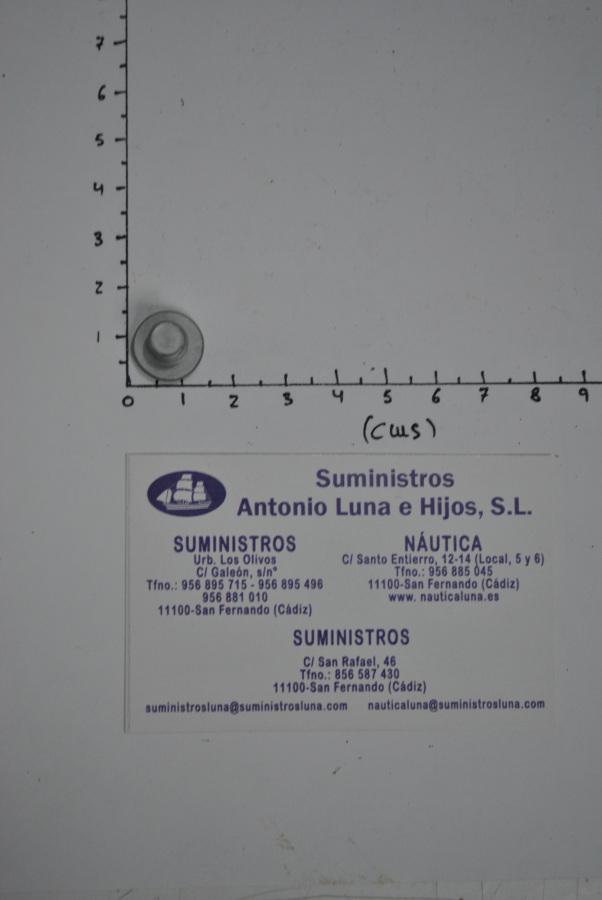 7
6
5
4
3
2
1
0 1 2 3 4 5 6 7 8 9
(cms)
Suministros
Antonio Luna e Hijos, S.L.
SUMINISTROS
Urb. Los Olivos
C/ Galeón, s/nº
Tfno.: 956 895 715 - 956 895 496
956 881 010
11100-San Fernando (Cádiz)
NÁUTICA
C/ Santo Entierro, 12-14 (Local, 5 y 6)
Tfno.: 956 885 045
11100-San Fernando (Cádiz)
www. nauticaluna.es
SUMINISTROS
C/ San Rafael, 46
Tfno.: 856 587 430
11100-San Fernando (Cádiz)
suministrosluna@suministrosluna.com nauticaluna@suministrosluna.com